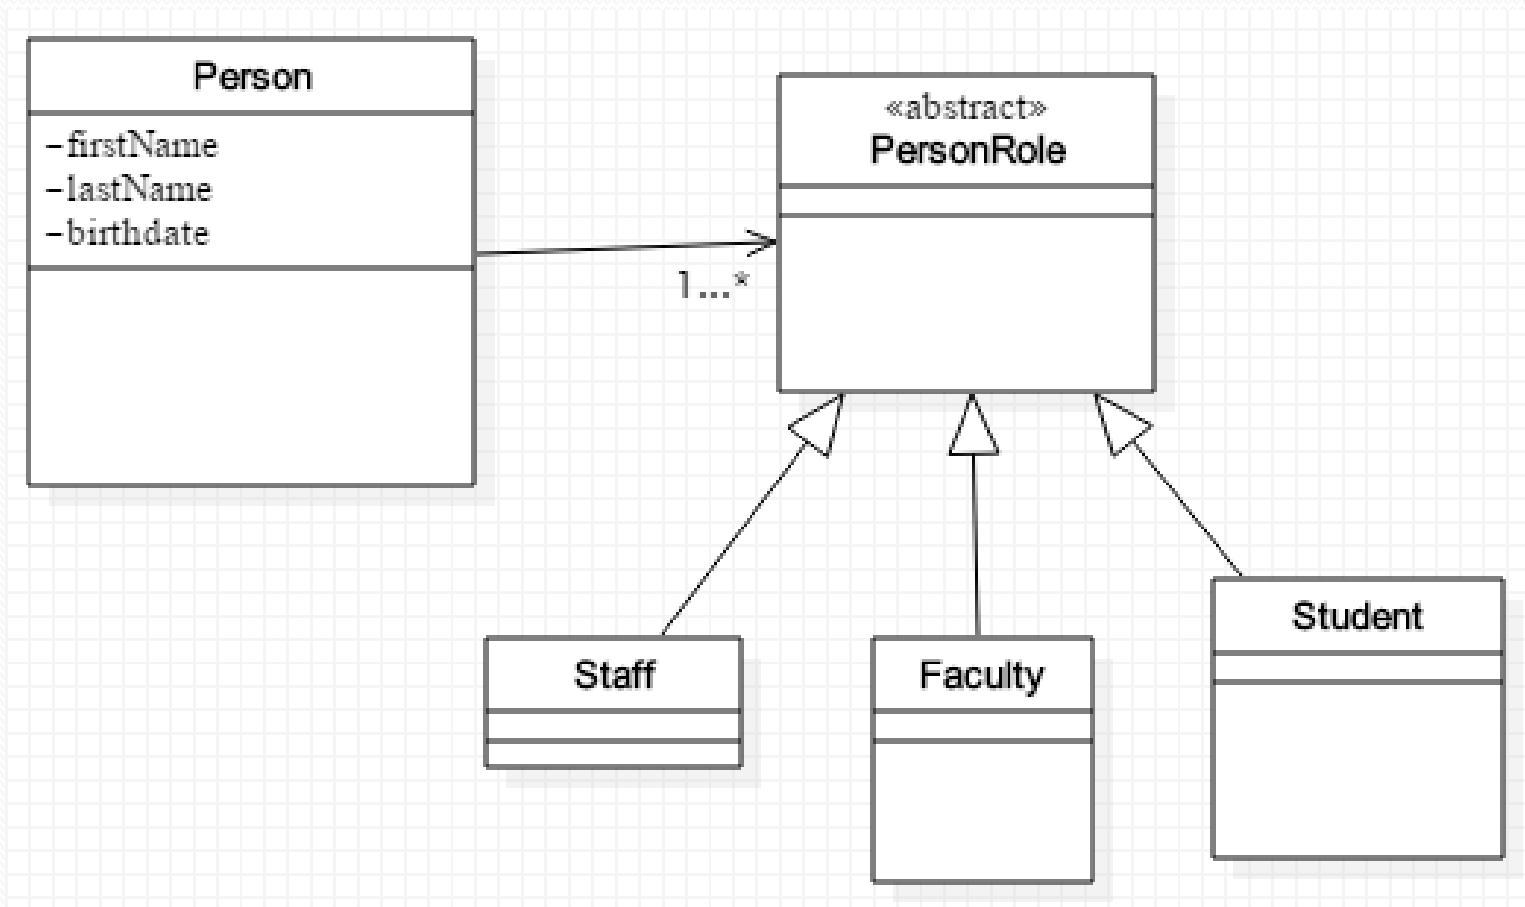 Person
−firstName
−lastName
−birthdate
1...*
«abstract»
PersonRole
Staff
Faculty
Student